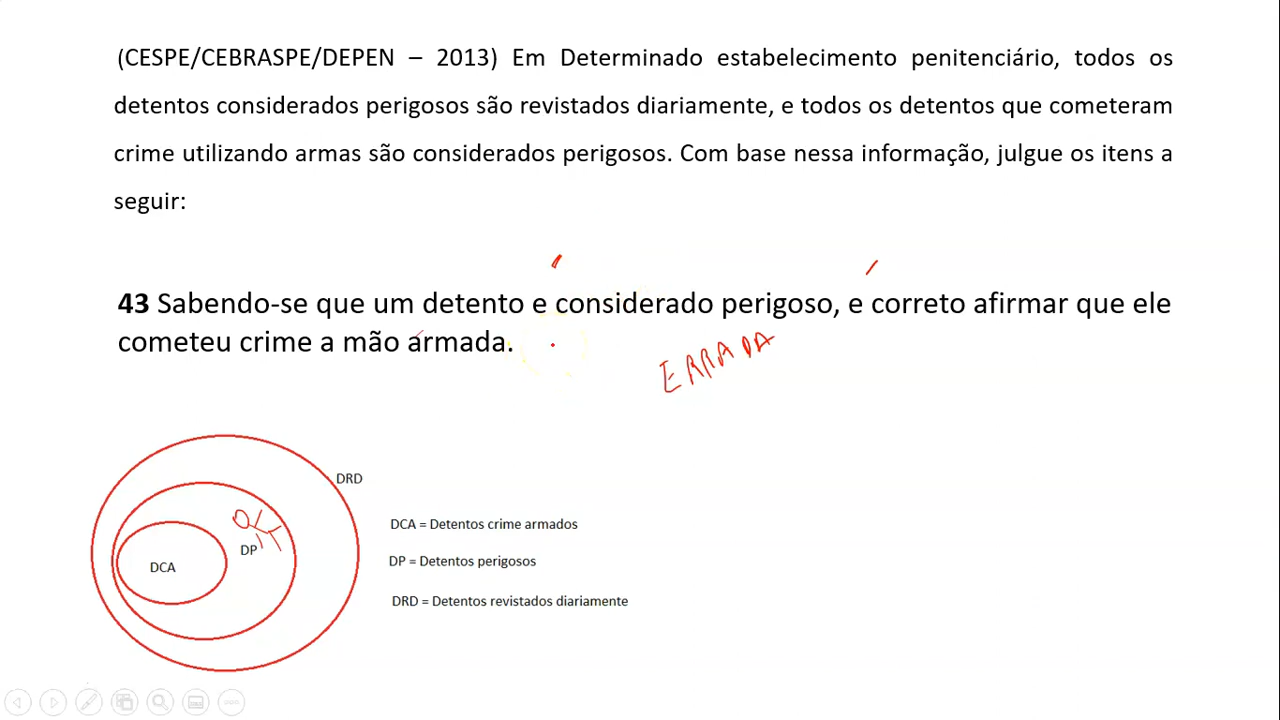 (CESPE/CEBRASPE/DEPEN – 2013) Em Determinado estabelecimento penitenciário, todos os
detentos considerados perigosos são revistados diariamente, e todos os detentos que cometeram
crime utilizando armas são considerados perigosos. Com base nessa informação, julgue os itens a
seguir:
43 Sabendo-se que um detento e considerado perigoso, e correto afirmar que ele
cometeu crime a mão armada.
ERRADA
DRD
DP
DCA
DCA = Detentos crime armados
DP = Detentos perigosos
DRD = Detentos revistados diariamente